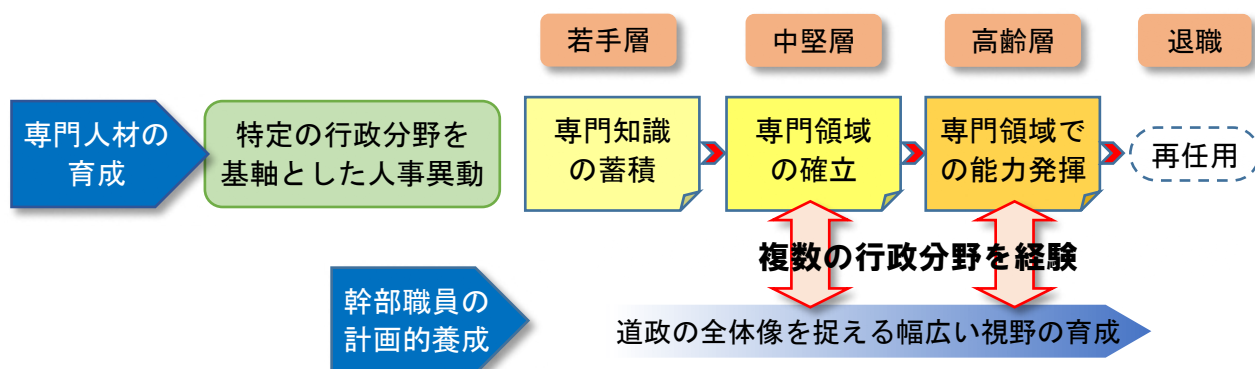 若手層
中堅層
高齢層
退職
専門人材の
育成
特定の行政分野を
基軸とした人事異動
専門知識
の蓄積
専門領域
の確立
専門領域で
の能力発揮
再任用
複数の行政分野を経験
幹部職員の
計画的養成
道政の全体像を捉える幅広い視野の育成